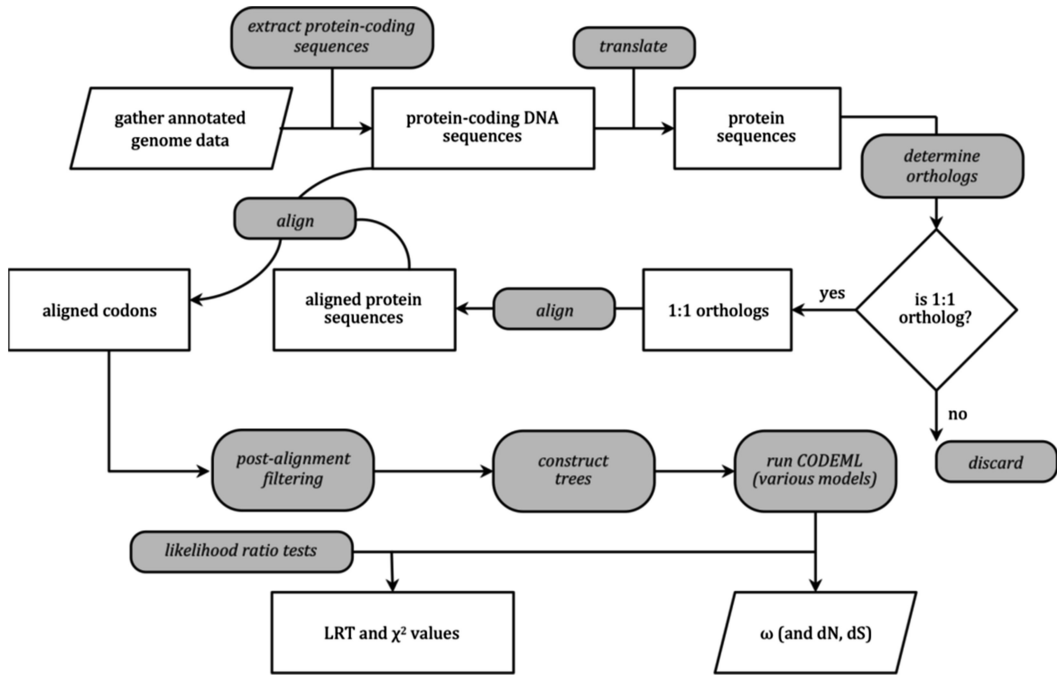 extract protein-coding
sequences
translate
gather annotated
genome data
protein-coding DNA
sequences
protein
sequences
determine
orthologs
align
aligned codons
aligned protein
sequences
align
1:1 orthologs
yes
is 1:1
ortholog?
no
discard
post-alignment
filtering
construct
trees
run CODEML
(various models)
likelihood ratio tests
LRT and χ² values
ω (and dN, dS)